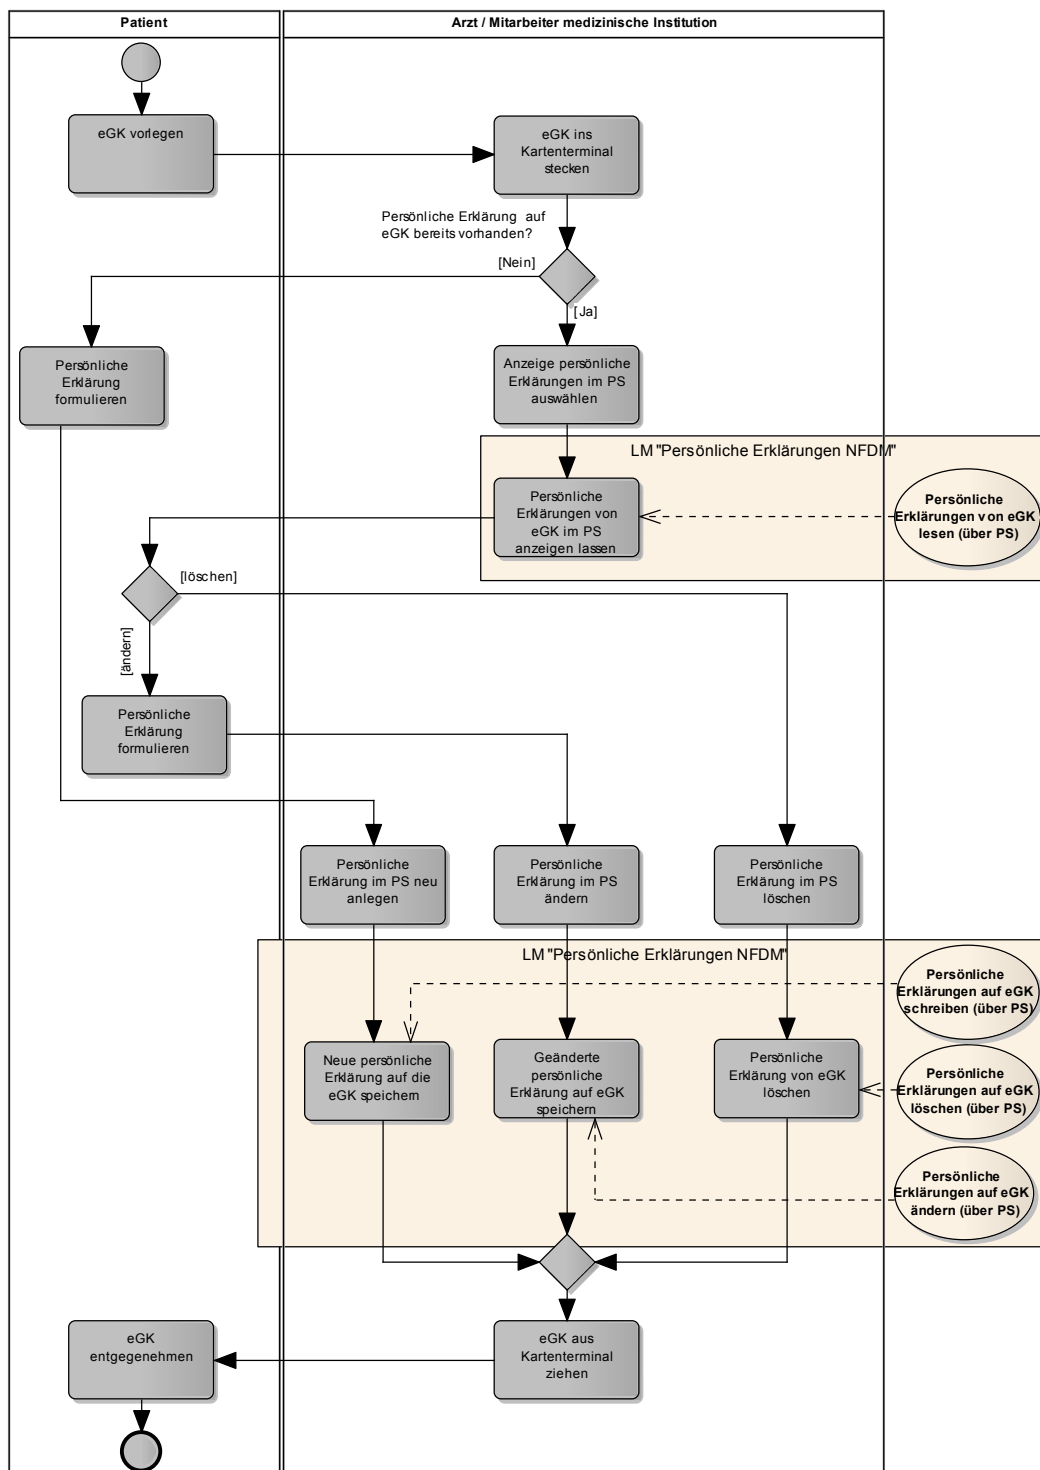 Patient
Arzt / Mitarbeiter medizinische Institution
eGK vorlegen
eGK ins
Kartenterminal
stecken
Persönliche Erklärung auf
eGK bereits vorhanden?
[Nein]
[Ja]
Persönliche
Erklärung
formulieren
Anzeige persönliche
Erklärungen im PS
auswählen
LM "Persönliche Erklärungen NFDM"
Persönliche
Erklärungen von
eGK im PS
anzeigen lassen
Persönliche
Erklärungen von eGK
lesen (über PS)
[löschen]
[ändern]
Persönliche
Erklärung
formulieren
Persönliche
Erklärung im PS neu
anlegen
Persönliche
Erklärung im PS
ändern
Persönliche
Erklärung im PS
löschen
LM "Persönliche Erklärungen NFDM"
Persönliche
Erklärungen auf eGK
schreiben (über PS)
Neue persönliche
Erklärung auf die
eGK speichern
Geänderte
persönliche
Erklärung auf eGK
speichern
Persönliche
Erklärung von eGK
löschen
Persönliche
Erklärungen auf eGK
löschen (über PS)
Persönliche
Erklärungen auf eGK
ändern (über PS)
eGK
entgegenehmen
eGK aus
Kartenterminal
ziehen